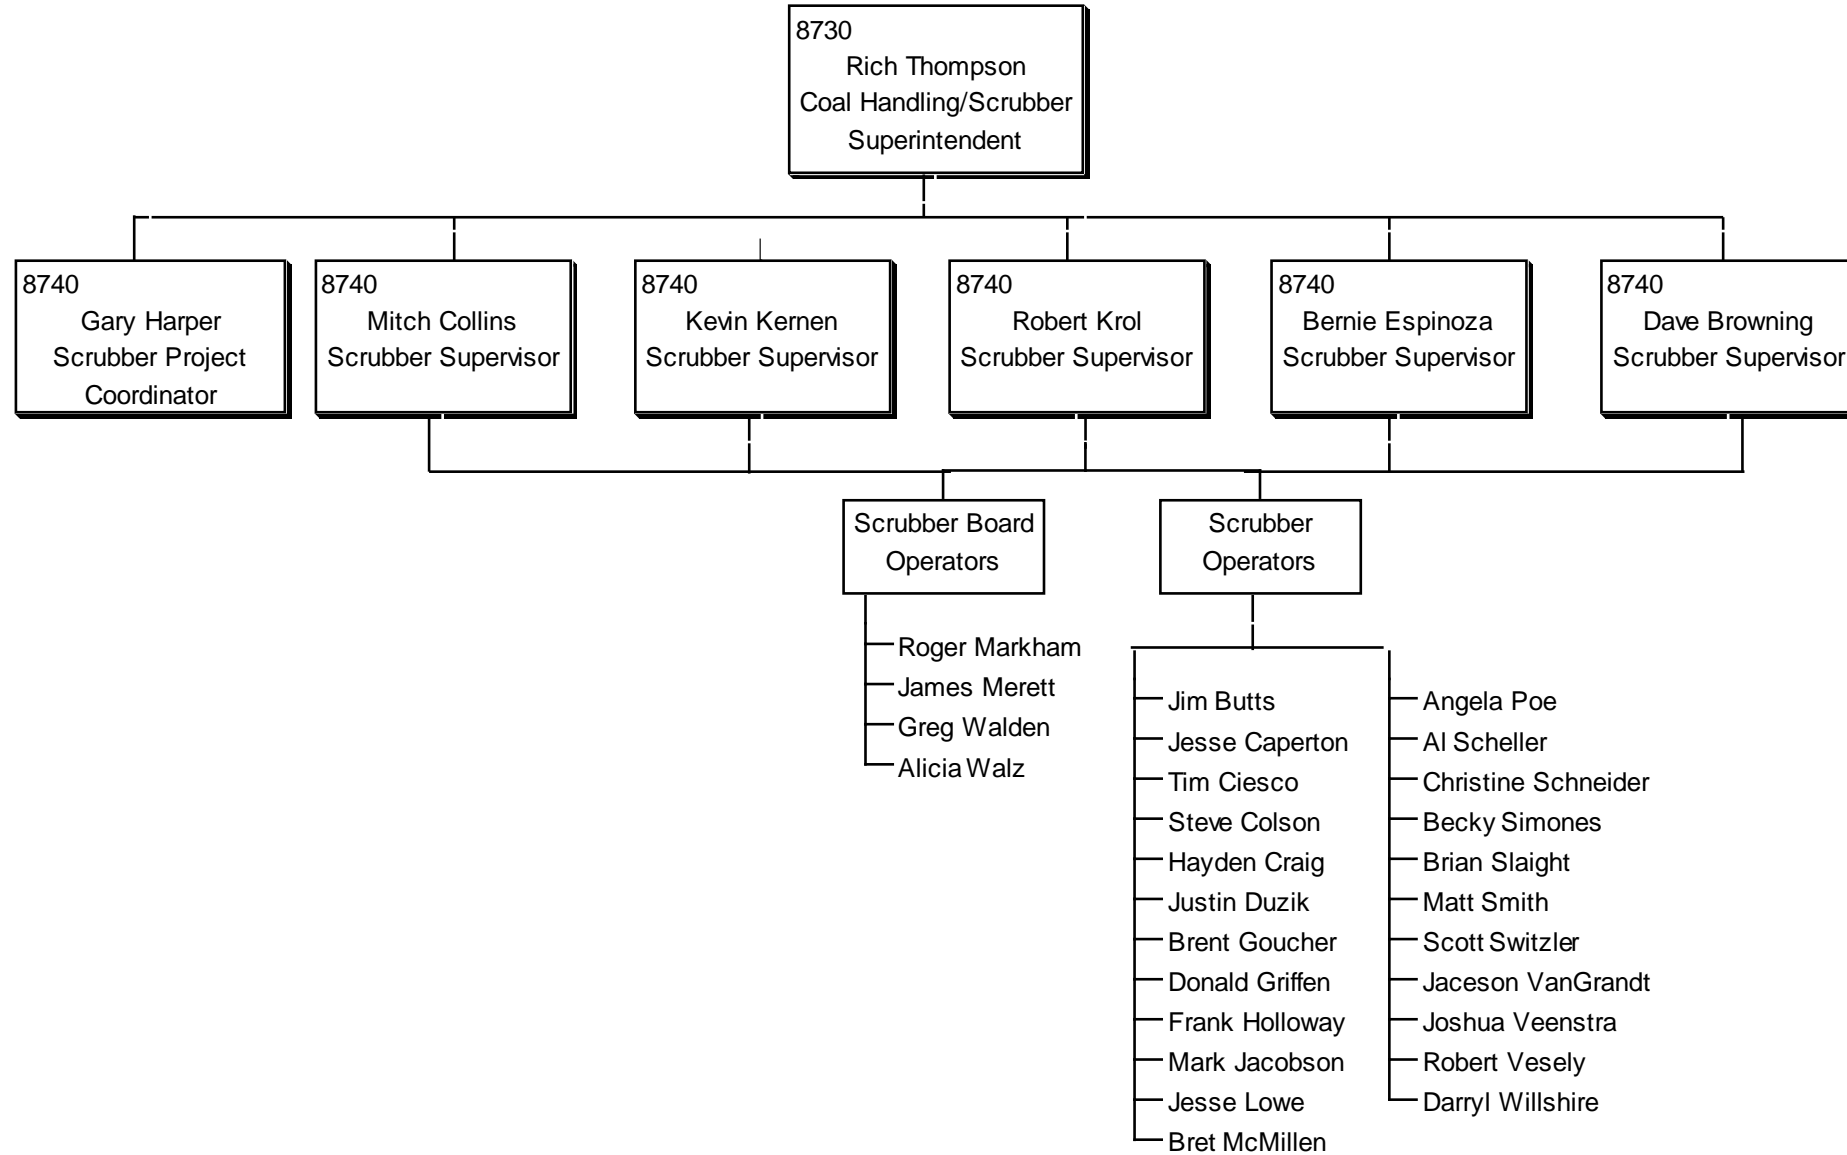 8730
Rich Thompson
Coal Handling/Scrubber
Superintendent
8740
Gary Harper
Scrubber Project
Coordinator
8740
Mitch Collins
Scrubber Supervisor
8740
Kevin Kernen
Scrubber Supervisor
8740
Robert Krol
Scrubber Supervisor
8740
Bernie Espinoza
Scrubber Supervisor
8740
Dave Browning
Scrubber Supervisor
Scrubber Board
Operators
Roger Markham
James Merett
Greg Walden
Alicia Walz
Scrubber
Operators
Jim Butts
Jesse Caperton
Tim Ciesco
Steve Colson
Hayden Craig
Justin Duzik
Brent Goucher
Donald Griffen
Frank Holloway
Mark Jacobson
Jesse Lowe
Bret McMillen
Angela Poe
Al Scheller
Christine Schneider
Becky Simones
Brian Slaight
Matt Smith
Scott Switzler
Jaceson VanGrandt
Joshua Veenstra
Robert Vesely
Darryl Willshire